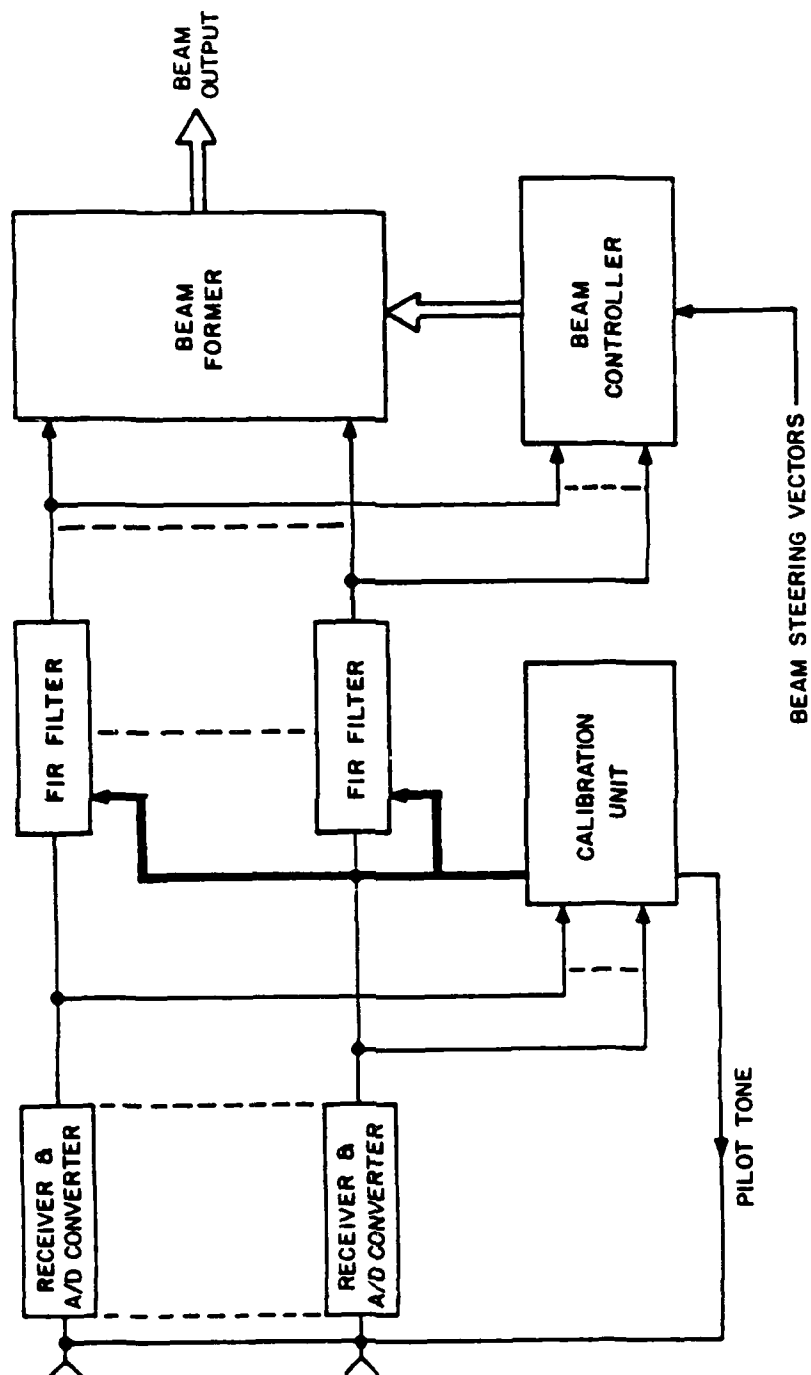 RECEIVER &
A/D CONVERTER
FIR FILTER
BEAM
FORMER
BEAM
OUTPUT
RECEIVER &
A/D CONVERTER
FIR FILTER
CALIBRATION
UNIT
BEAM
CONTROLLER
PILOT TONE
BEAM STEERING VECTORS